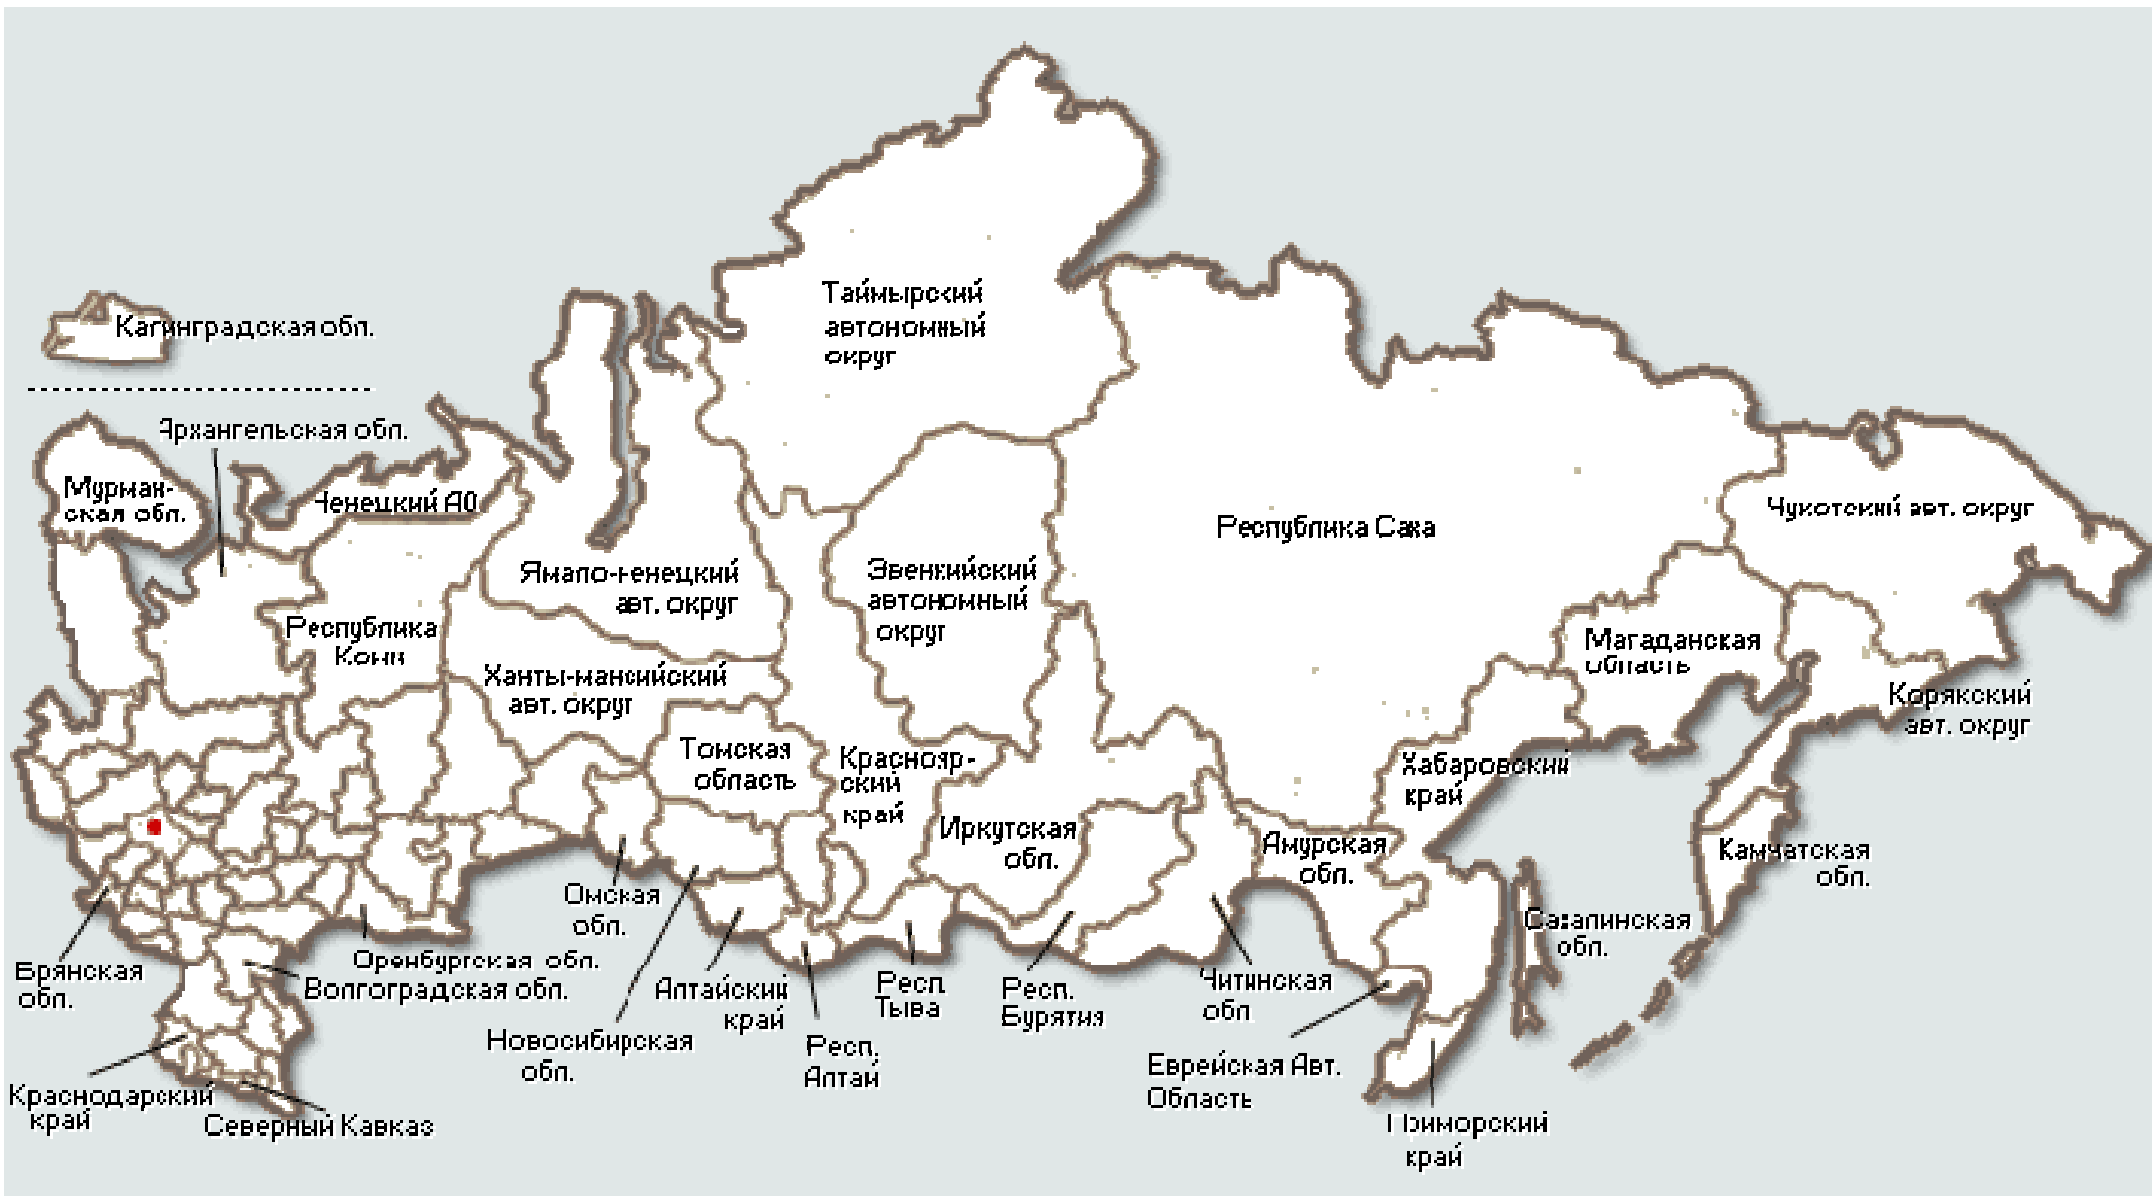 Таймырский
автономный
округ
Калинградская обл.
Архангельская обл.
Мурман-
ская обл.
Ненецкий АО
Чукотский авт. округ
Республика Саха
Ямало-ненецкий
авт. округ
Эвенкийский
автономный
округ
Республика
Коми
Магаданская
область
Ханты-мансийский
авт. округ
Корякский
авт. округ
Томская
область
Краснояр-
ский
край
Хабаровский
край
Иркутская
обл.
Амурская
обл.
Камчатская
обл.
Омская
обл.
Сахалинская
обл.
Брянская
обл.
Оренбургская обл.
Волгоградская обл.
Алтайский
край
Респ.
Тыва
Респ.
Бурятия
Читинская
обл
Новосибирская
обл.
Респ.
Алтай
Еврейская Авт.
Область
Краснодарский
край
Северный Кавказ
Приморский
край